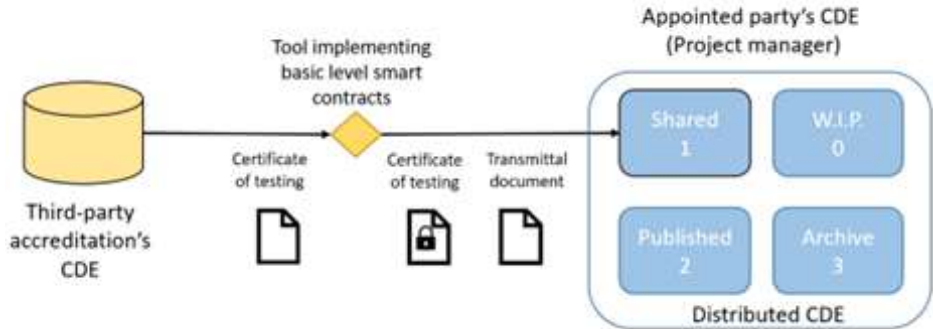 Appointed party's CDE
(Project manager)
Tool implementing
basic level smart
contracts
Shared
1
W.I.P.
0
Certificate
of testing
Certificate
of testing
Transmittal
document
Third-party
accreditation's
CDE
Published
2
Archive
3
Distributed CDE